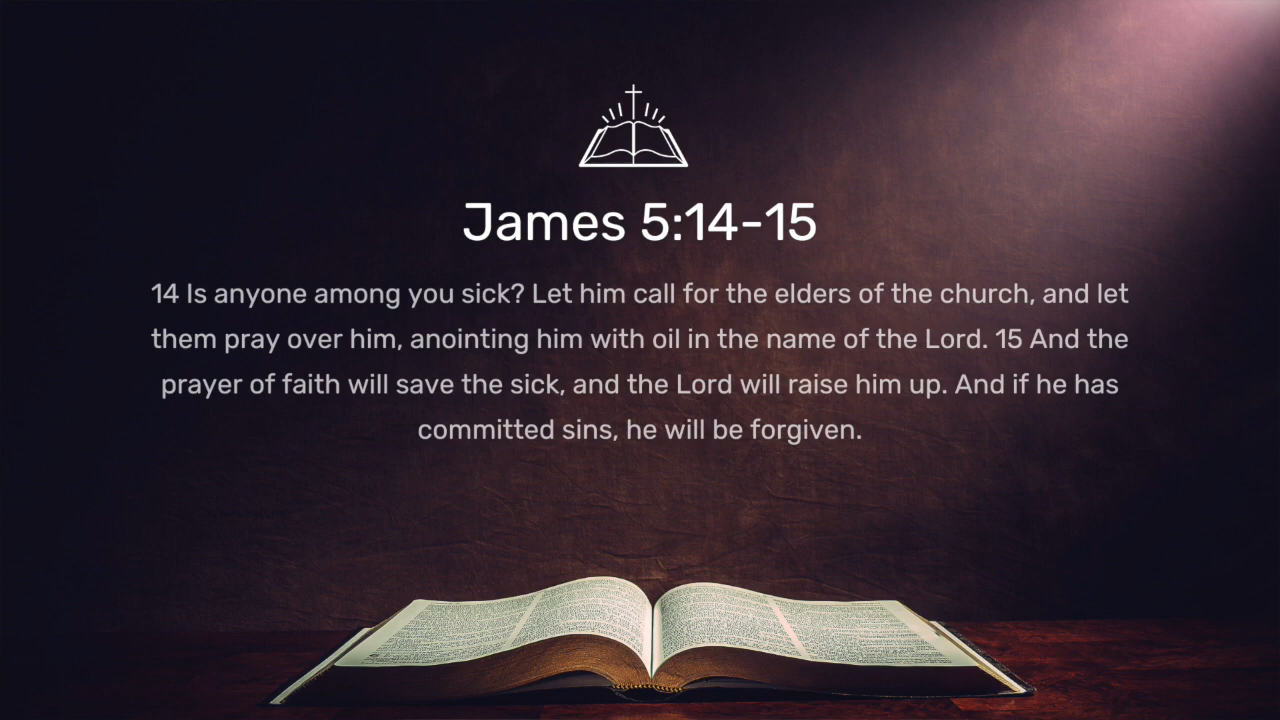 James 5:14-15
14 Is anyone among you sick? Let him call for the elders of the church, and let
them pray over him, anointing him with oil in the name of the Lord. 15 And the
prayer of faith will save the sick, and the Lord will raise him up. And if he has
committed sins, he will be forgiven.